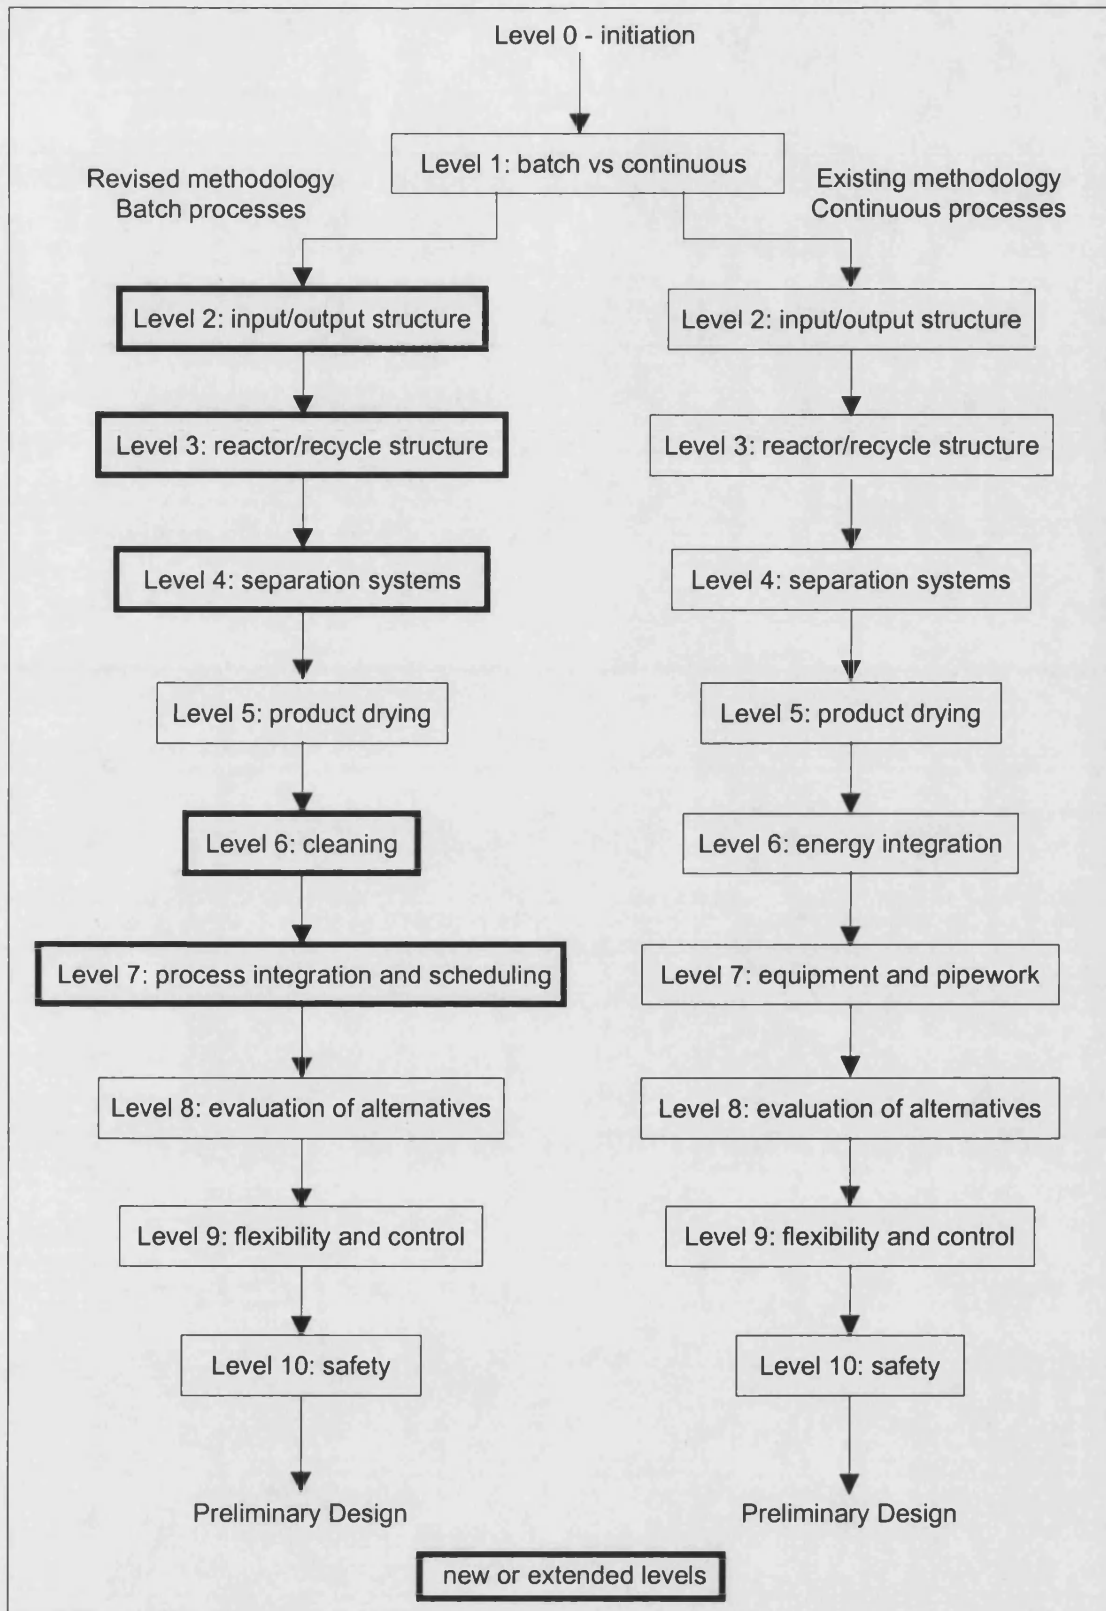 Level 0 - initiation
Level 1: batch vs continuous
Revised methodology
Batch processes
Existing methodology
Continuous processes
Level 2: input/output structure
Level 2: input/output structure
Level 3: reactor/recycle structure
Level 3: reactor/recycle structure
Level 4: separation systems
Level 4: separation systems
Level 5: product drying
Level 5: product drying
Level 6: cleaning
Level 6: energy integration
Level 7: process integration and scheduling
Level 7: equipment and pipework
Level 8: evaluation of alternatives
Level 8: evaluation of alternatives
Level 9: flexibility and control
Level 9: flexibility and control
Level 10: safety
Level 10: safety
Preliminary Design
Preliminary Design
new or extended levels